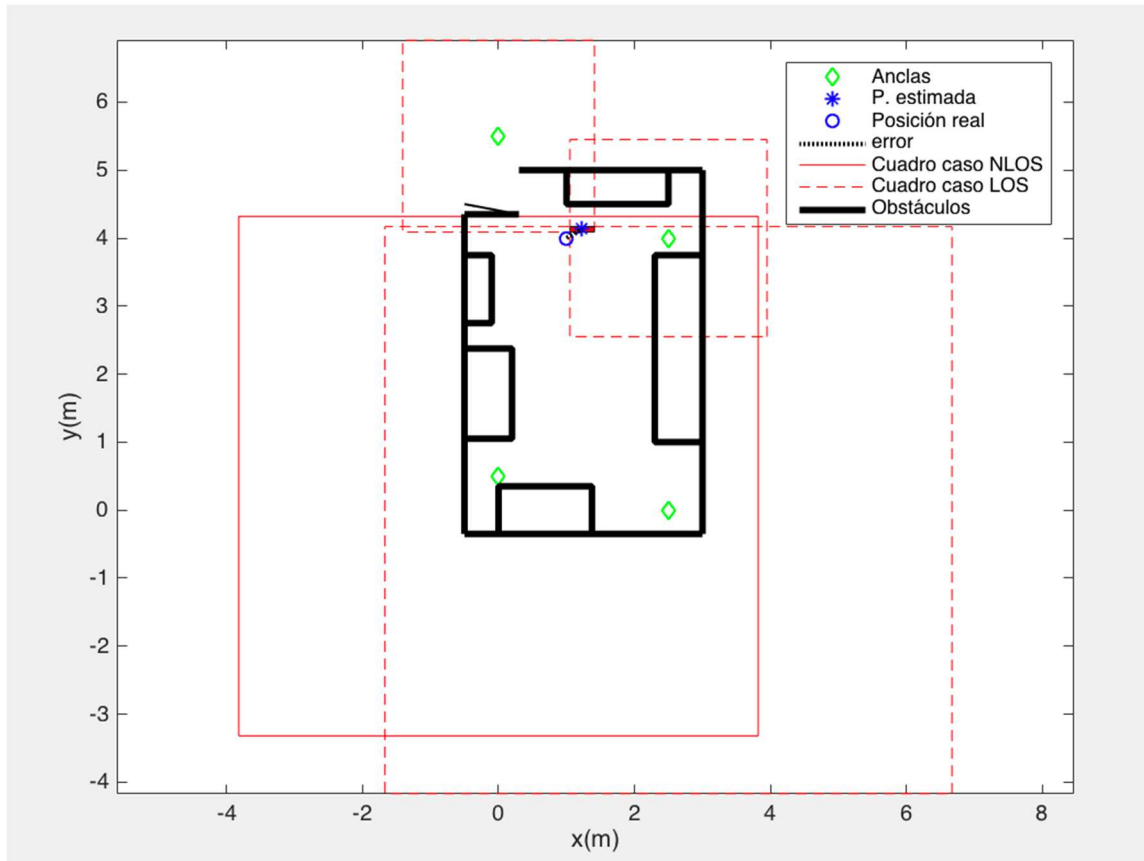 Anclas
P. estimada
Posición real
error
Cuadro caso NLOS
Cuadro caso LOS
Obstáculos
6
5
4
3
2
1
0
-1
-2
-3
-4
y(m)
-4 -2 0 2 4 6 8
x(m)